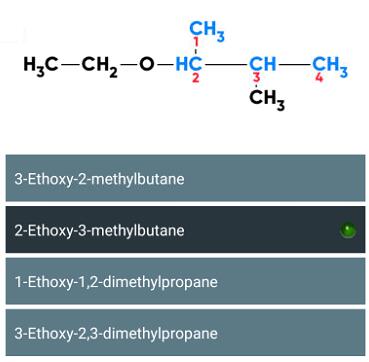 CH₃
1
H₃C—CH₂—O—HC—CH—CH₃
2 3 4
CH₃
3-Ethoxy-2-methylbutane
2-Ethoxy-3-methylbutane
1-Ethoxy-1,2-dimethylpropane
3-Ethoxy-2,3-dimethylpropane